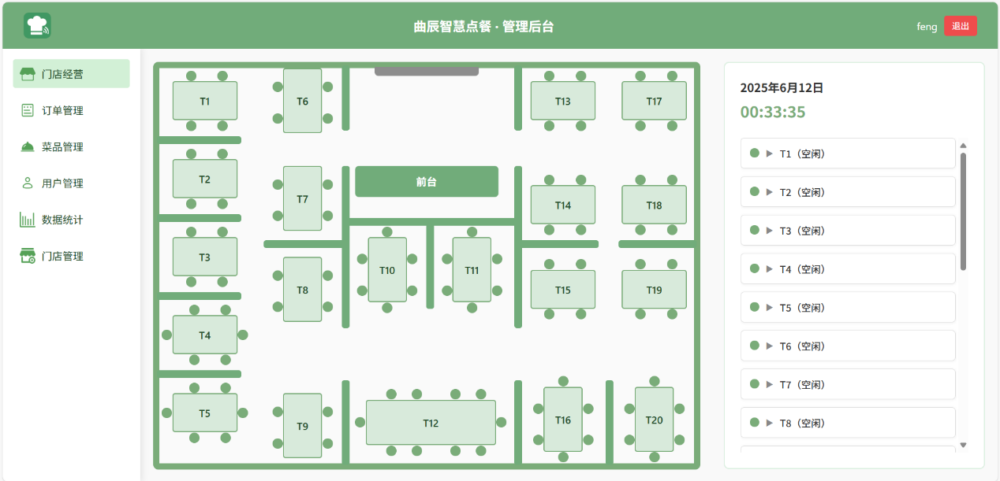 曲辰智慧点餐 · 管理后台
feng
退出
门店经营
订单管理
菜品管理
用户管理
数据统计
门店管理
T1
T6
T13
T17
T2
T7
前台
T14
T18
T3
T8
T10
T11
T15
T19
T4
T5
T9
T12
T16
T20
2025年6月12日
00:33:35
▶ T1（空闲）
▶ T2（空闲）
▶ T3（空闲）
▶ T4（空闲）
▶ T5（空闲）
▶ T6（空闲）
▶ T7（空闲）
▶ T8（空闲）